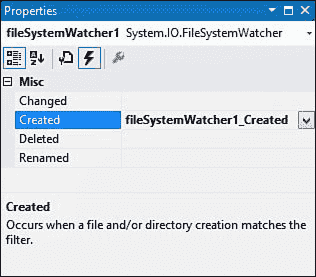 Properties
fileSystemWatcher1 System.IO.FileSystemWatcher
Misc
Changed
Created fileSystemWatcher1_Created
Deleted
Renamed
Created
Occurs when a file and/or directory creation matches the
filter.